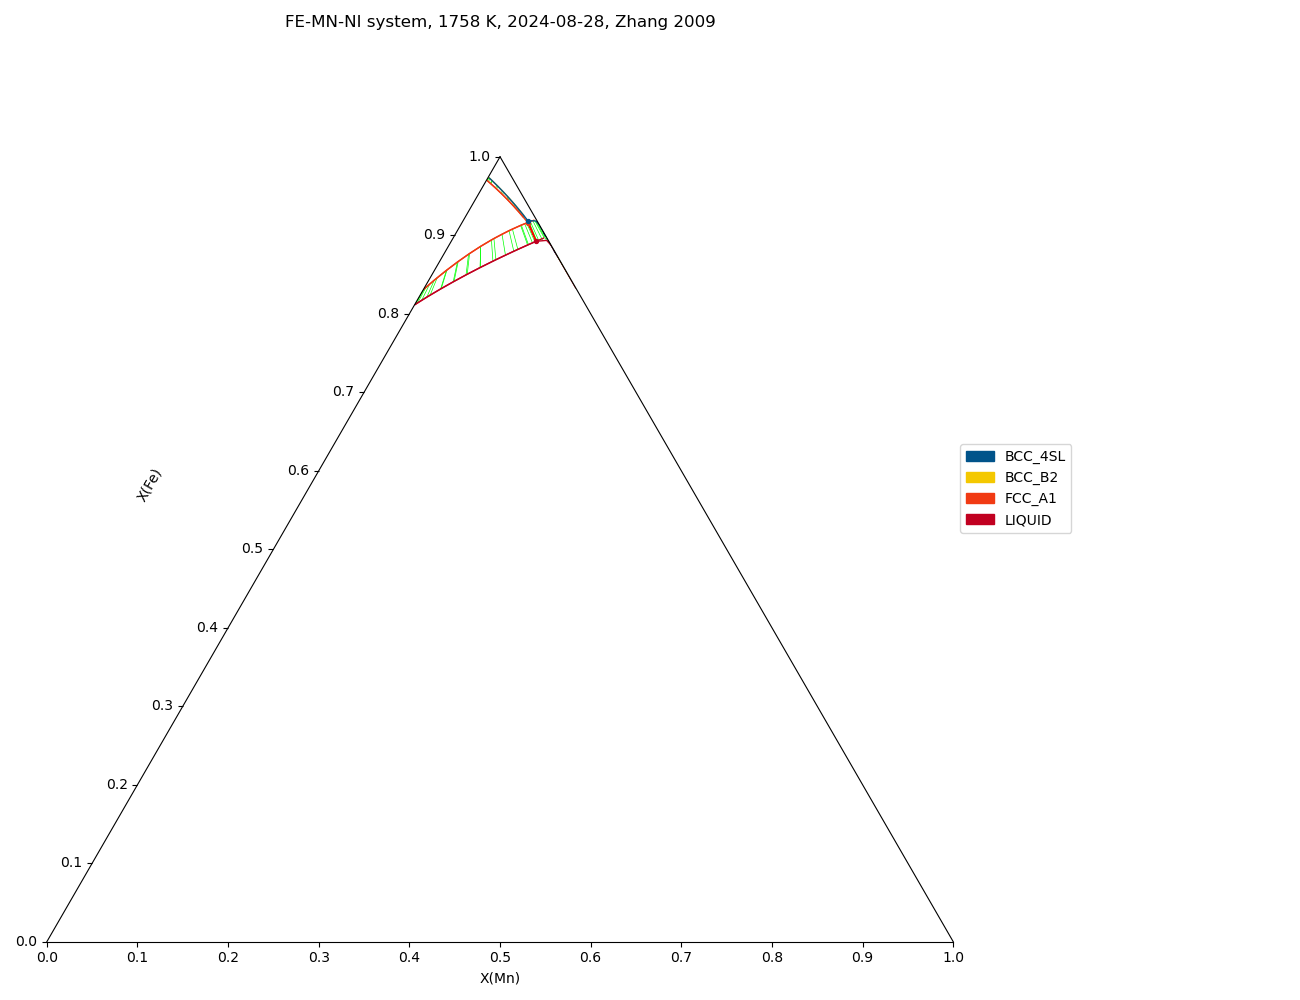 FE-MN-NI system, 1758 K, 2024-08-28, Zhang 2009
1.0
0.9
0.8
0.7
0.6
0.5
0.4
0.3
0.2
0.1
0.0
X(Fe)
BCC_4SL
BCC_B2
FCC_A1
LIQUID
0.0 0.1 0.2 0.3 0.4 0.5 0.6 0.7 0.8 0.9 1.0
X(Mn)